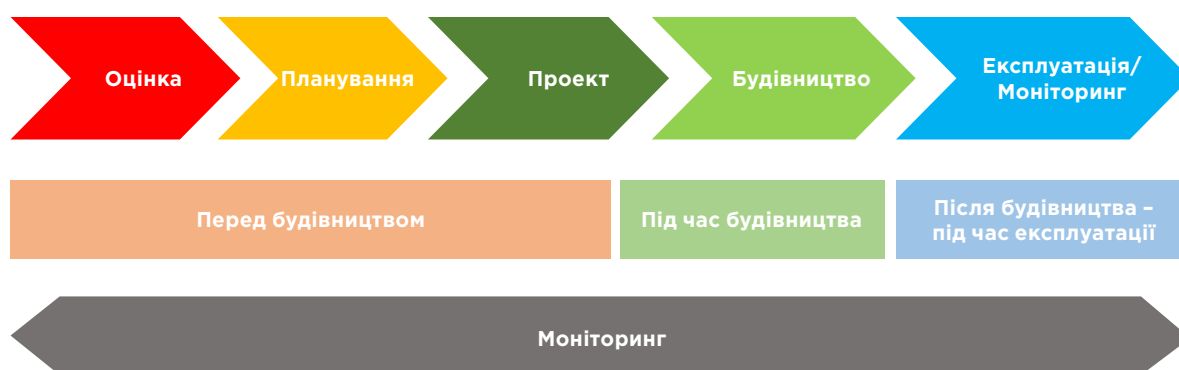 Оцінка
Планування
Проект
Будівництво
Експлуатація/
Моніторинг
Перед будівництвом
Під час будівництва
Після будівництва –
під час експлуатації
Моніторинг